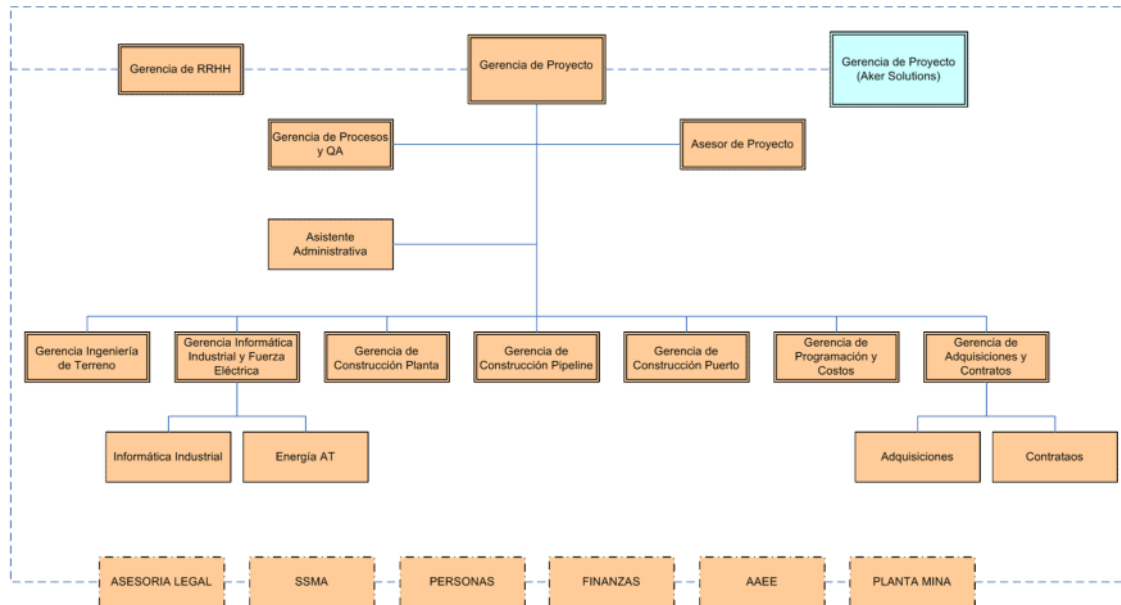 Gerencia de RRHH
Gerencia de Proyecto
Gerencia de Proyecto
(Aker Solutions)
Gerencia de Procesos
y QA
Asesor de Proyecto
Asistente
Administrativa
Gerencia Ingeniería
de Terreno
Gerencia Informática
Industrial y Fuerza
Eléctrica
Gerencia de
Construcción Planta
Gerencia de
Construcción Pipeline
Gerencia de
Construcción Puerto
Gerencia de
Programación y
Costos
Gerencia de
Adquisiciones y
Contratos
Informática Industrial
Energía AT
Adquisiciones
Contrataos
ASESORIA LEGAL
SSMA
PERSONAS
FINANZAS
AAEE
PLANTA MINA